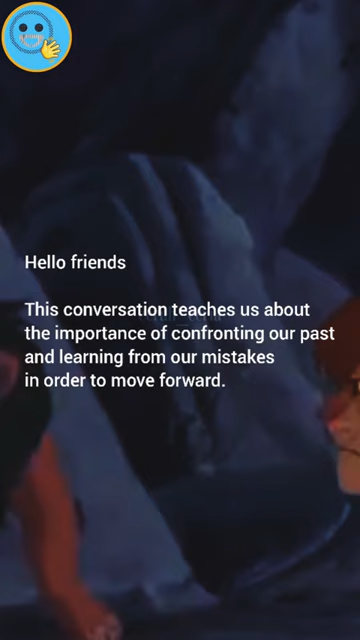 Hello friends
This conversation teaches us about
the importance of confronting our past
and learning from our mistakes
in order to move forward.